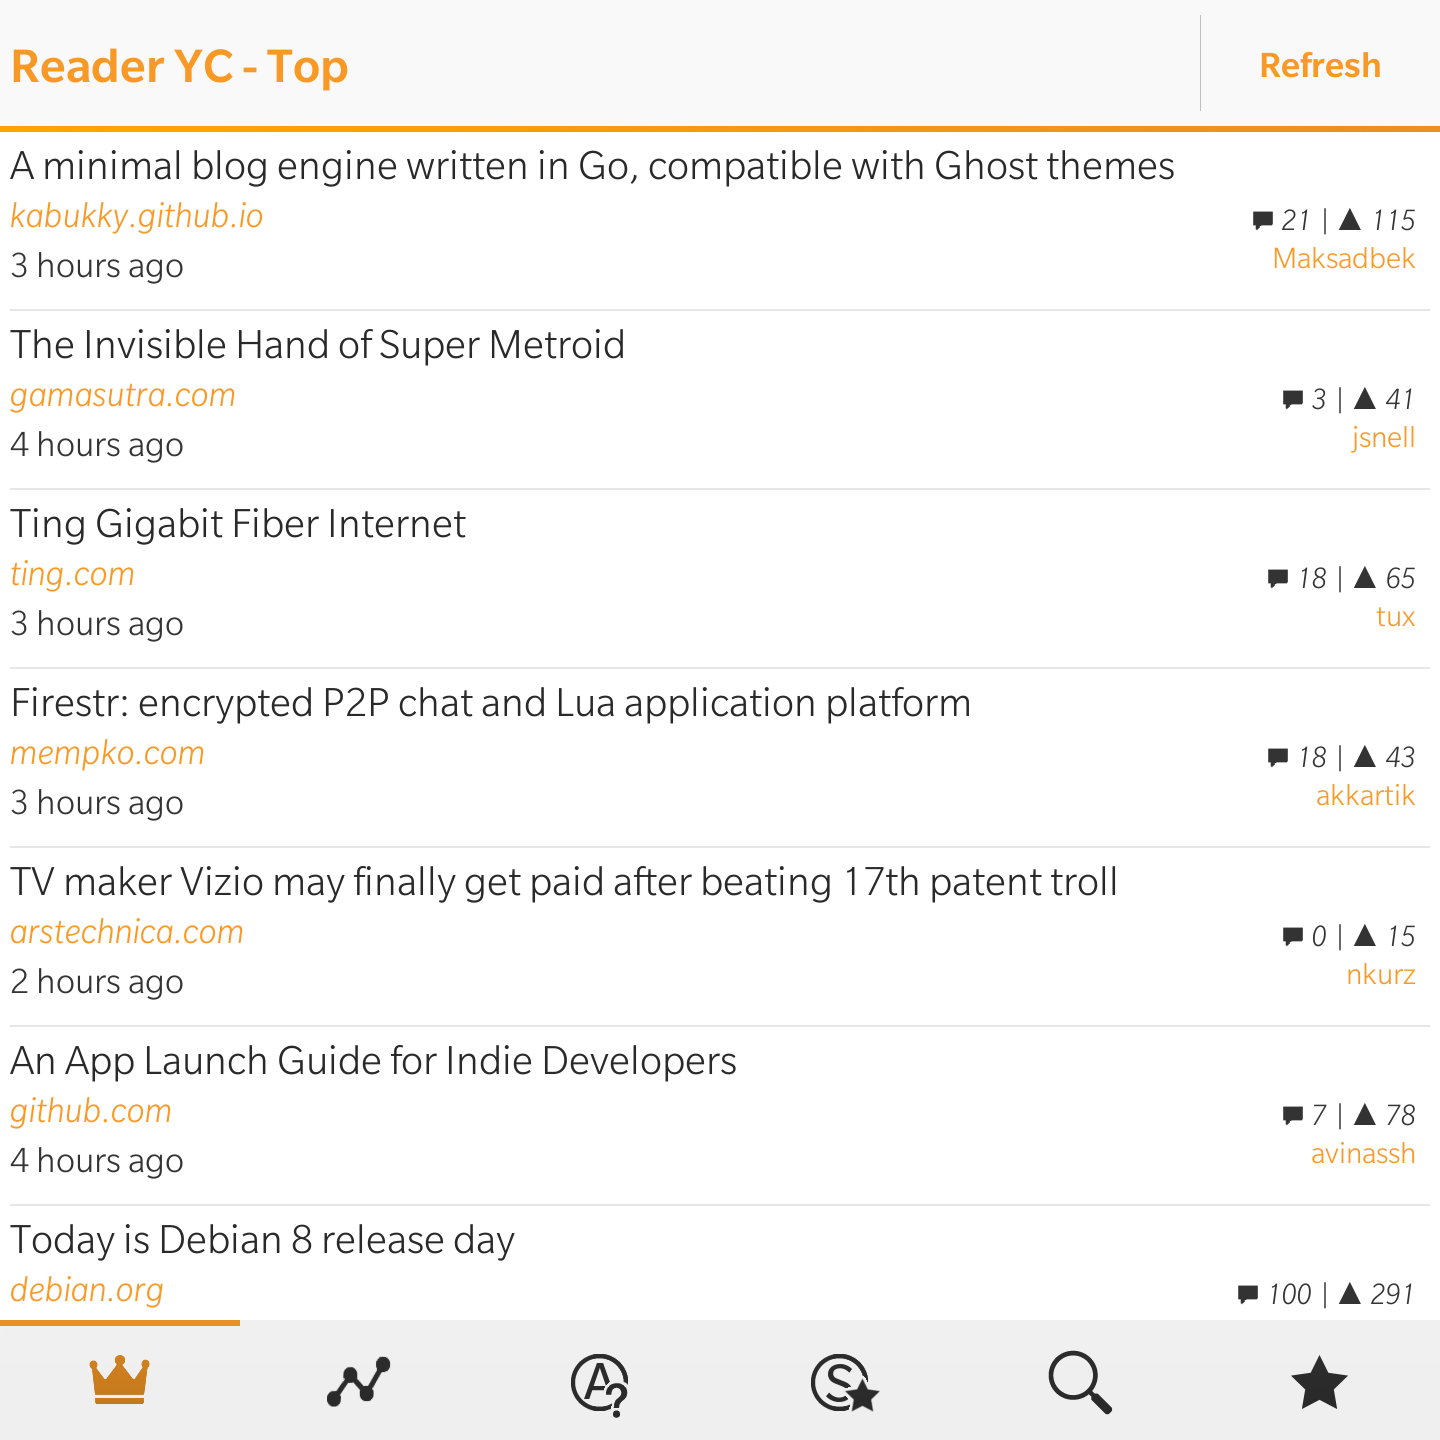 Reader YC - Top
Refresh
A minimal blog engine written in Go, compatible with Ghost themes
kabukky.github.io
21 | ▲ 115
3 hours ago
Maksadbek
The Invisible Hand of Super Metroid
gamasutra.com
3 | ▲ 41
4 hours ago
jsnell
Ting Gigabit Fiber Internet
ting.com
18 | ▲ 65
3 hours ago
tux
Firestr: encrypted P2P chat and Lua application platform
mempko.com
18 | ▲ 43
3 hours ago
akkartik
TV maker Vizio may finally get paid after beating 17th patent troll
arstechnica.com
0 | ▲ 15
2 hours ago
nkurz
An App Launch Guide for Indie Developers
github.com
7 | ▲ 78
4 hours ago
avinassh
Today is Debian 8 release day
debian.org
100 | ▲ 291
A?
S